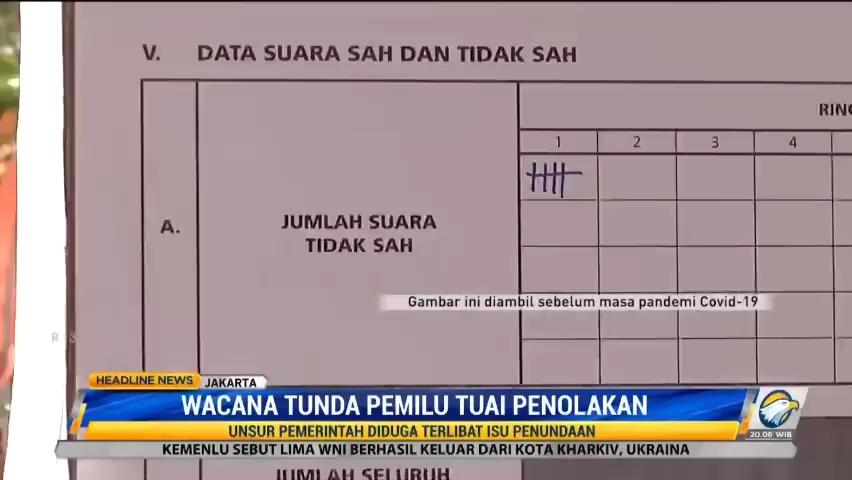 V. DATA SUARA SAH DAN TIDAK SAH
1 2 3 4
A.
JUMLAH SUARA
TIDAK SAH
Gambar ini diambil sebelum masa pandemi Covid-19
HEADLINE NEWS
JAKARTA
WACANA TUNDA PEMILU TUAI PENOLAKAN
UNSUR PEMERINTAH DIDUGA TERLIBAT ISU PENUNDAAN
20.06 WIB
KEMENLU SEBUT LIMA WNI BERHASIL KELUAR DARI KOTA KHARKIV, UKRAINA
JUMLAH SELURUH